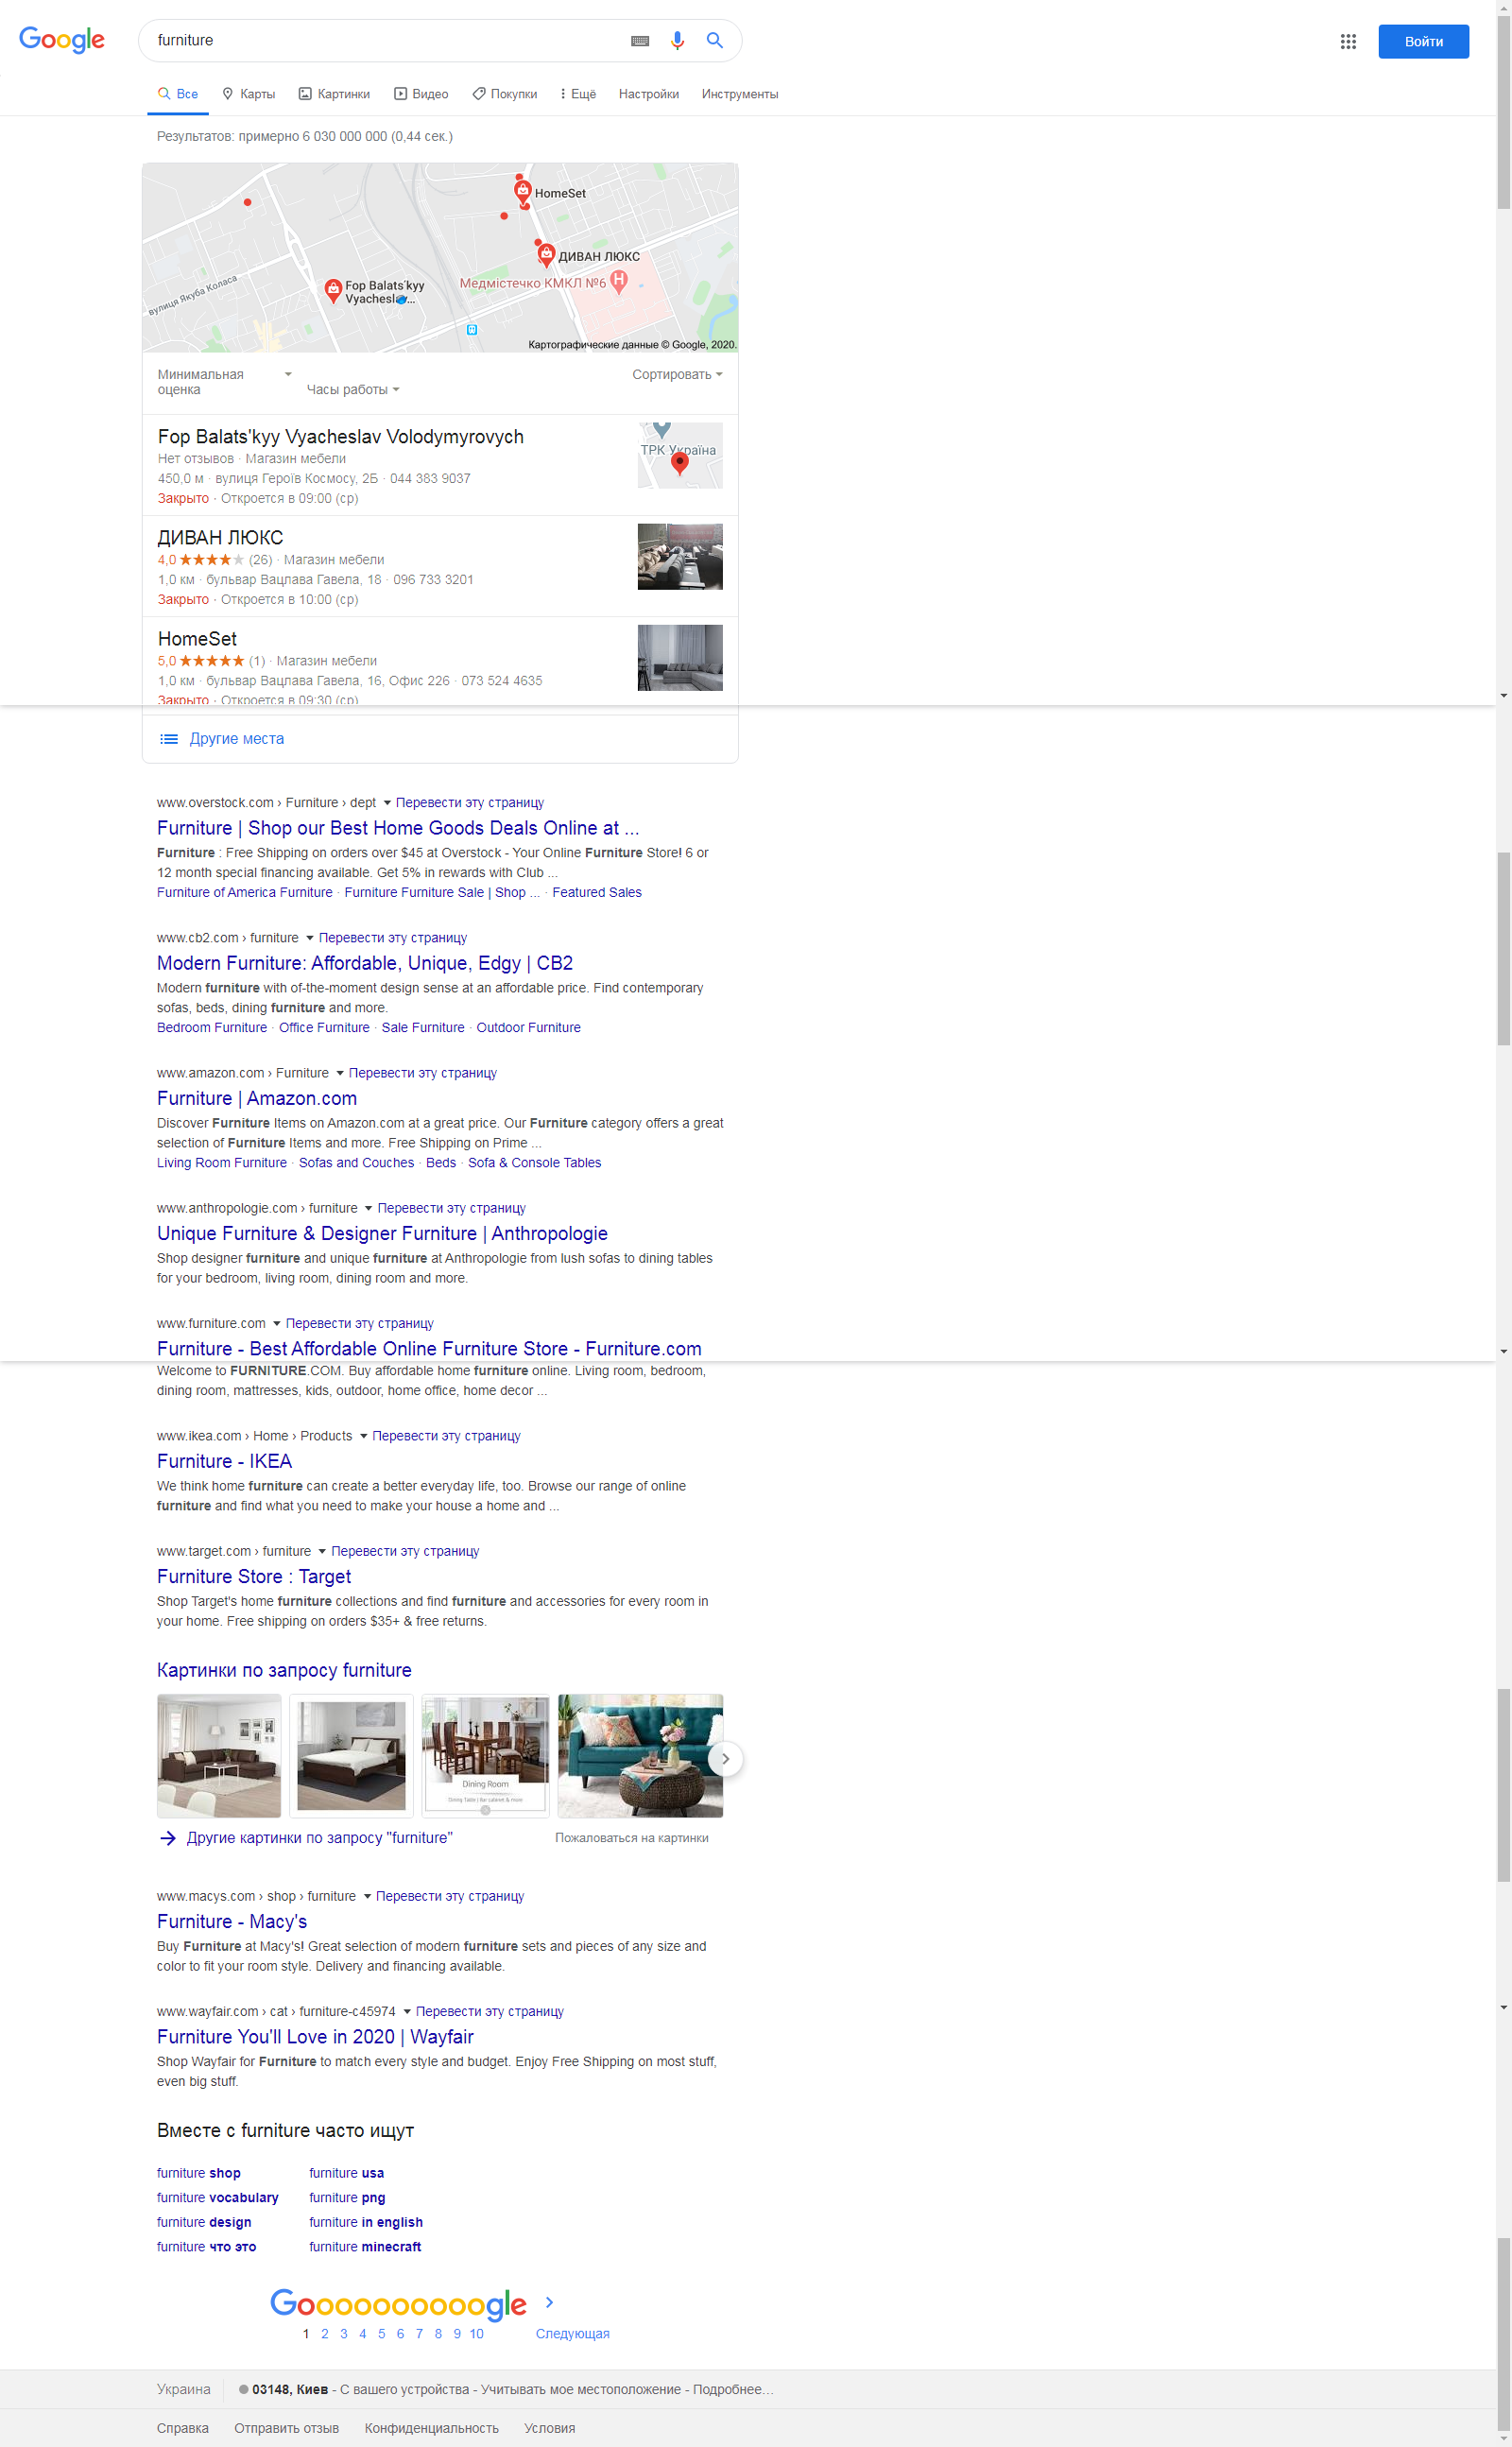 Google
furniture
Войти
Все
Карты
Картинки
Видео
Покупки
Ещё
Настройки
Инструменты
Результатов: примерно 6 030 000 000 (0,44 сек.)
HomeSet
ДИВАН ЛЮКС
Медмістечко КМКЛ №6
H
Fop Balats'kyy
Vyacheslav...
вулиця Якуба Коласа
Картографические данные © Google, 2020.
Минимальная
оценка
Часы работы
Сортировать
Fop Balats'kyy Vyacheslav Volodymyrovych
Нет отзывов · Магазин мебели
450,0 м · вулиця Героїв Космосу, 2Б · 044 383 9037
Закрыто · Откроется в 09:00 (ср)
ТРК Україна
ДИВАН ЛЮКС
4,0 ★★★★★ (26) · Магазин мебели
1,0 км · бульвар Вацлава Гавела, 18 · 096 733 3201
Закрыто · Откроется в 10:00 (ср)
HomeSet
5,0 ★★★★★ (1) · Магазин мебели
1,0 км · бульвар Вацлава Гавела, 16, Офис 226 · 073 524 4635
Закрыто · Откроется в 09:30 (ср)
Другие места
www.overstock.com › Furniture › dept ▼ Перевести эту страницу
Furniture | Shop our Best Home Goods Deals Online at ...
Furniture : Free Shipping on orders over $45 at Overstock - Your Online Furniture Store! 6 or
12 month special financing available. Get 5% in rewards with Club ...
Furniture of America Furniture · Furniture Furniture Sale | Shop ... · Featured Sales
www.cb2.com › furniture ▼ Перевести эту страницу
Modern Furniture: Affordable, Unique, Edgy | CB2
Modern furniture with of-the-moment design sense at an affordable price. Find contemporary
sofas, beds, dining furniture and more.
Bedroom Furniture · Office Furniture · Sale Furniture · Outdoor Furniture
www.amazon.com › Furniture ▼ Перевести эту страницу
Furniture | Amazon.com
Discover Furniture Items on Amazon.com at a great price. Our Furniture category offers a great
selection of Furniture Items and more. Free Shipping on Prime ...
Living Room Furniture · Sofas and Couches · Beds · Sofa & Console Tables
www.anthropologie.com › furniture ▼ Перевести эту страницу
Unique Furniture & Designer Furniture | Anthropologie
Shop designer furniture and unique furniture at Anthropologie from lush sofas to dining tables
for your bedroom, living room, dining room and more.
www.furniture.com ▼ Перевести эту страницу
Furniture - Best Affordable Online Furniture Store - Furniture.com
Welcome to FURNITURE.COM. Buy affordable home furniture online. Living room, bedroom,
dining room, mattresses, kids, outdoor, home office, home decor ...
www.ikea.com › Home › Products ▼ Перевести эту страницу
Furniture - IKEA
We think home furniture can create a better everyday life, too. Browse our range of online
furniture and find what you need to make your house a home and ...
www.target.com › furniture ▼ Перевести эту страницу
Furniture Store : Target
Shop Target's home furniture collections and find furniture and accessories for every room in
your home. Free shipping on orders $35+ & free returns.
Картинки по запросу furniture
Dining Room
Dining Table | Bar cabinet & more
Другие картинки по запросу "furniture"
Пожаловаться на картинки
www.macys.com › shop › furniture ▼ Перевести эту страницу
Furniture - Macy's
Buy Furniture at Macy's! Great selection of modern furniture sets and pieces of any size and
color to fit your room style. Delivery and financing available.
www.wayfair.com › cat › furniture-c45974 ▼ Перевести эту страницу
Furniture You'll Love in 2020 | Wayfair
Shop Wayfair for Furniture to match every style and budget. Enjoy Free Shipping on most stuff,
even big stuff.
Вместе с furniture часто ищут
furniture shop
furniture usa
furniture vocabulary
furniture png
furniture design
furniture in english
furniture что это
furniture minecraft
Goooooooooogle
1 2 3 4 5 6 7 8 9 10
Следующая
Украина
03148, Киев - С вашего устройства - Учитывать мое местоположение - Подробнее…
Справка
Отправить отзыв
Конфиденциальность
Условия